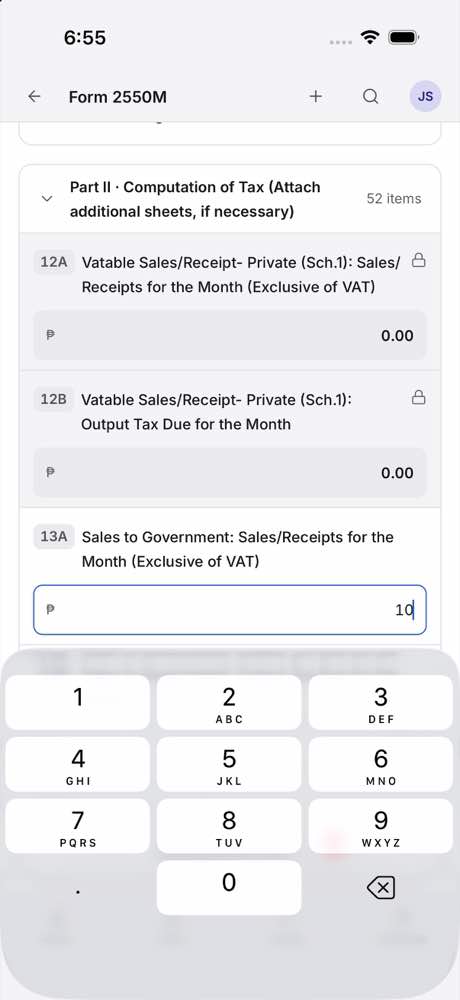 6:55
Form 2550M
JS
Part II · Computation of Tax (Attach
additional sheets, if necessary)
52 items
12A
Vatable Sales/Receipt- Private (Sch.1): Sales/
Receipts for the Month (Exclusive of VAT)
₱
0.00
12B
Vatable Sales/Receipt- Private (Sch.1):
Output Tax Due for the Month
₱
0.00
13A
Sales to Government: Sales/Receipts for the
Month (Exclusive of VAT)
₱
10
1
2
ABC
3
DEF
4
GHI
5
JKL
6
MNO
7
PQRS
8
TUV
9
WXYZ
.
0